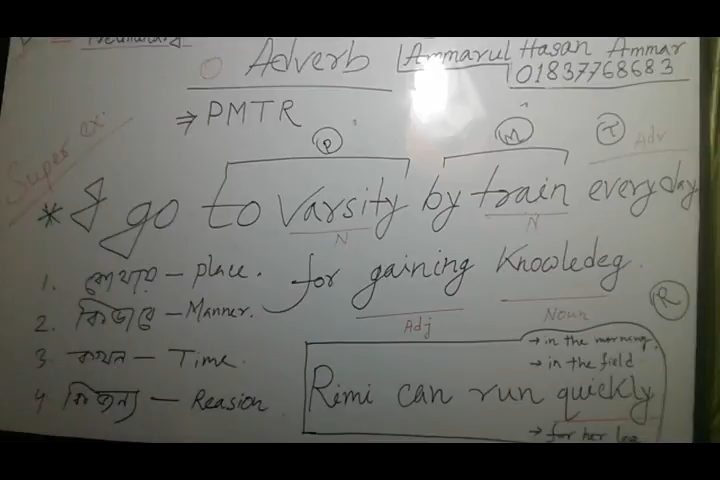 Adverb
Ammarul Hasan Ammar
01837768683
⇒ PMTR
Super ex:
P M T Adv
* I go to varsity by train everyday
N N
for gaining Knowledeg.
Adj Noun R
1. কোথায় – place.
2. কিভাবে – Manner.
3. কখন – Time.
4. কিজন্য – Reasion
→ in the morning
→ in the field
Rimi can run quickly
→ for her